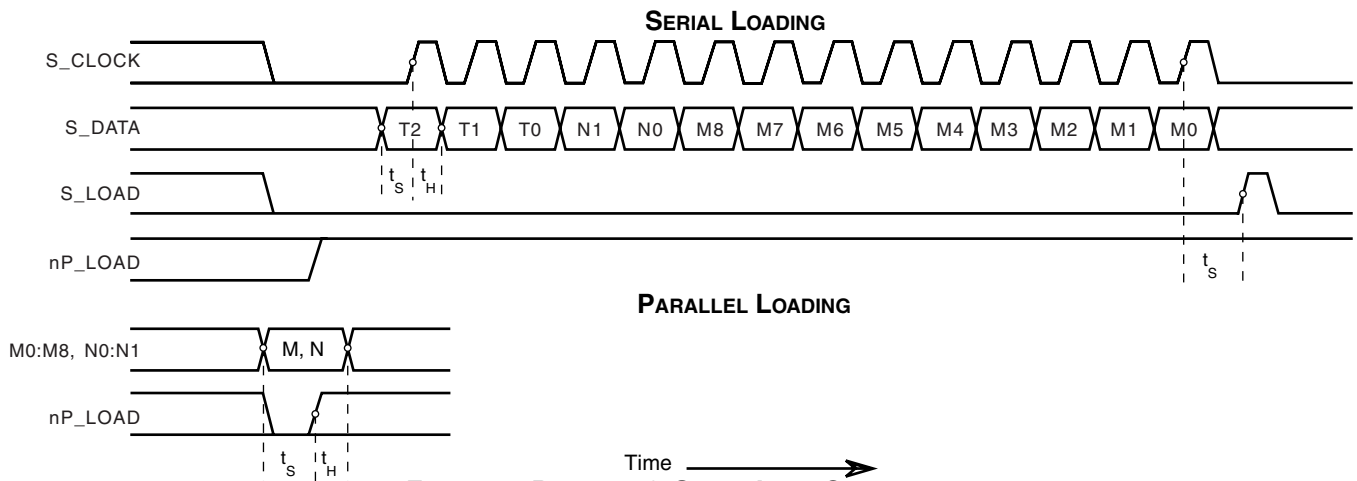 SERIAL LOADING
S_CLOCK
S_DATA
T2 T1 T0 N1 N0 M8 M7 M6 M5 M4 M3 M2 M1 M0
tS tH
S_LOAD
nP_LOAD
tS
PARALLEL LOADING
M0:M8, N0:N1
M, N
nP_LOAD
tS tH
Time